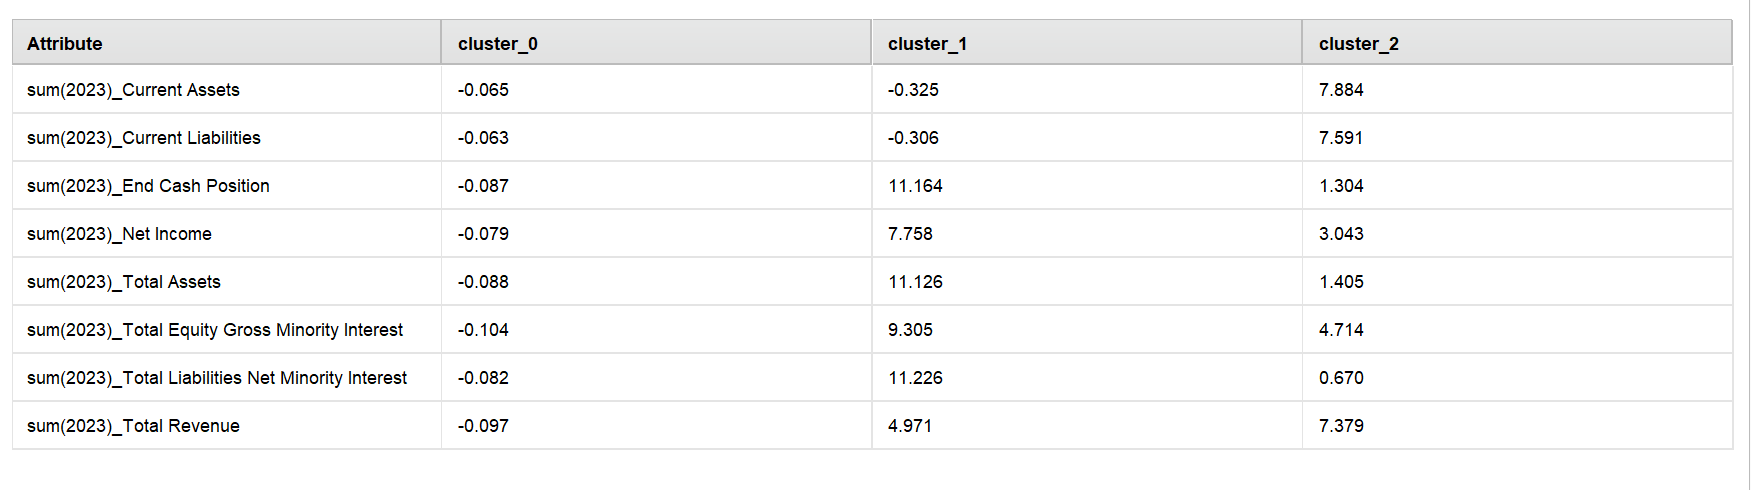 Attribute cluster_0 cluster_1 cluster_2
sum(2023)_Current Assets -0.065 -0.325 7.884
sum(2023)_Current Liabilities -0.063 -0.306 7.591
sum(2023)_End Cash Position -0.087 11.164 1.304
sum(2023)_Net Income -0.079 7.758 3.043
sum(2023)_Total Assets -0.088 11.126 1.405
sum(2023)_Total Equity Gross Minority Interest -0.104 9.305 4.714
sum(2023)_Total Liabilities Net Minority Interest -0.082 11.226 0.670
sum(2023)_Total Revenue -0.097 4.971 7.379